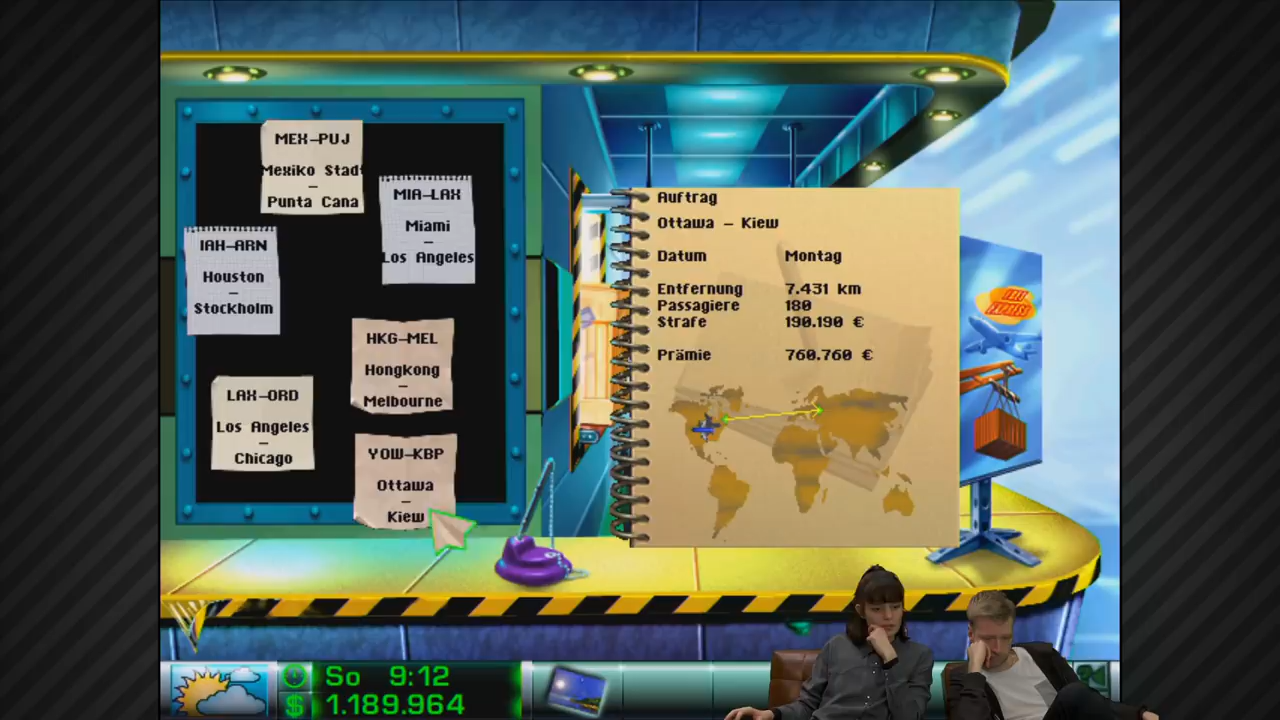 MEX-PUJ
Mexiko Stadt
–
Punta Cana
MIA-LAX
Miami
–
Los Angeles
IAH-ARN
Houston
–
Stockholm
HKG-MEL
Hongkong
–
Melbourne
LAX-ORD
Los Angeles
–
Chicago
YOW-KBP
Ottawa
–
Kiew
Auftrag
Ottawa – Kiew
Datum Montag
Entfernung 7.431 km
Passagiere 180
Strafe 190.190 €
Prämie 760.760 €
So 9:12
$ 1.189.964